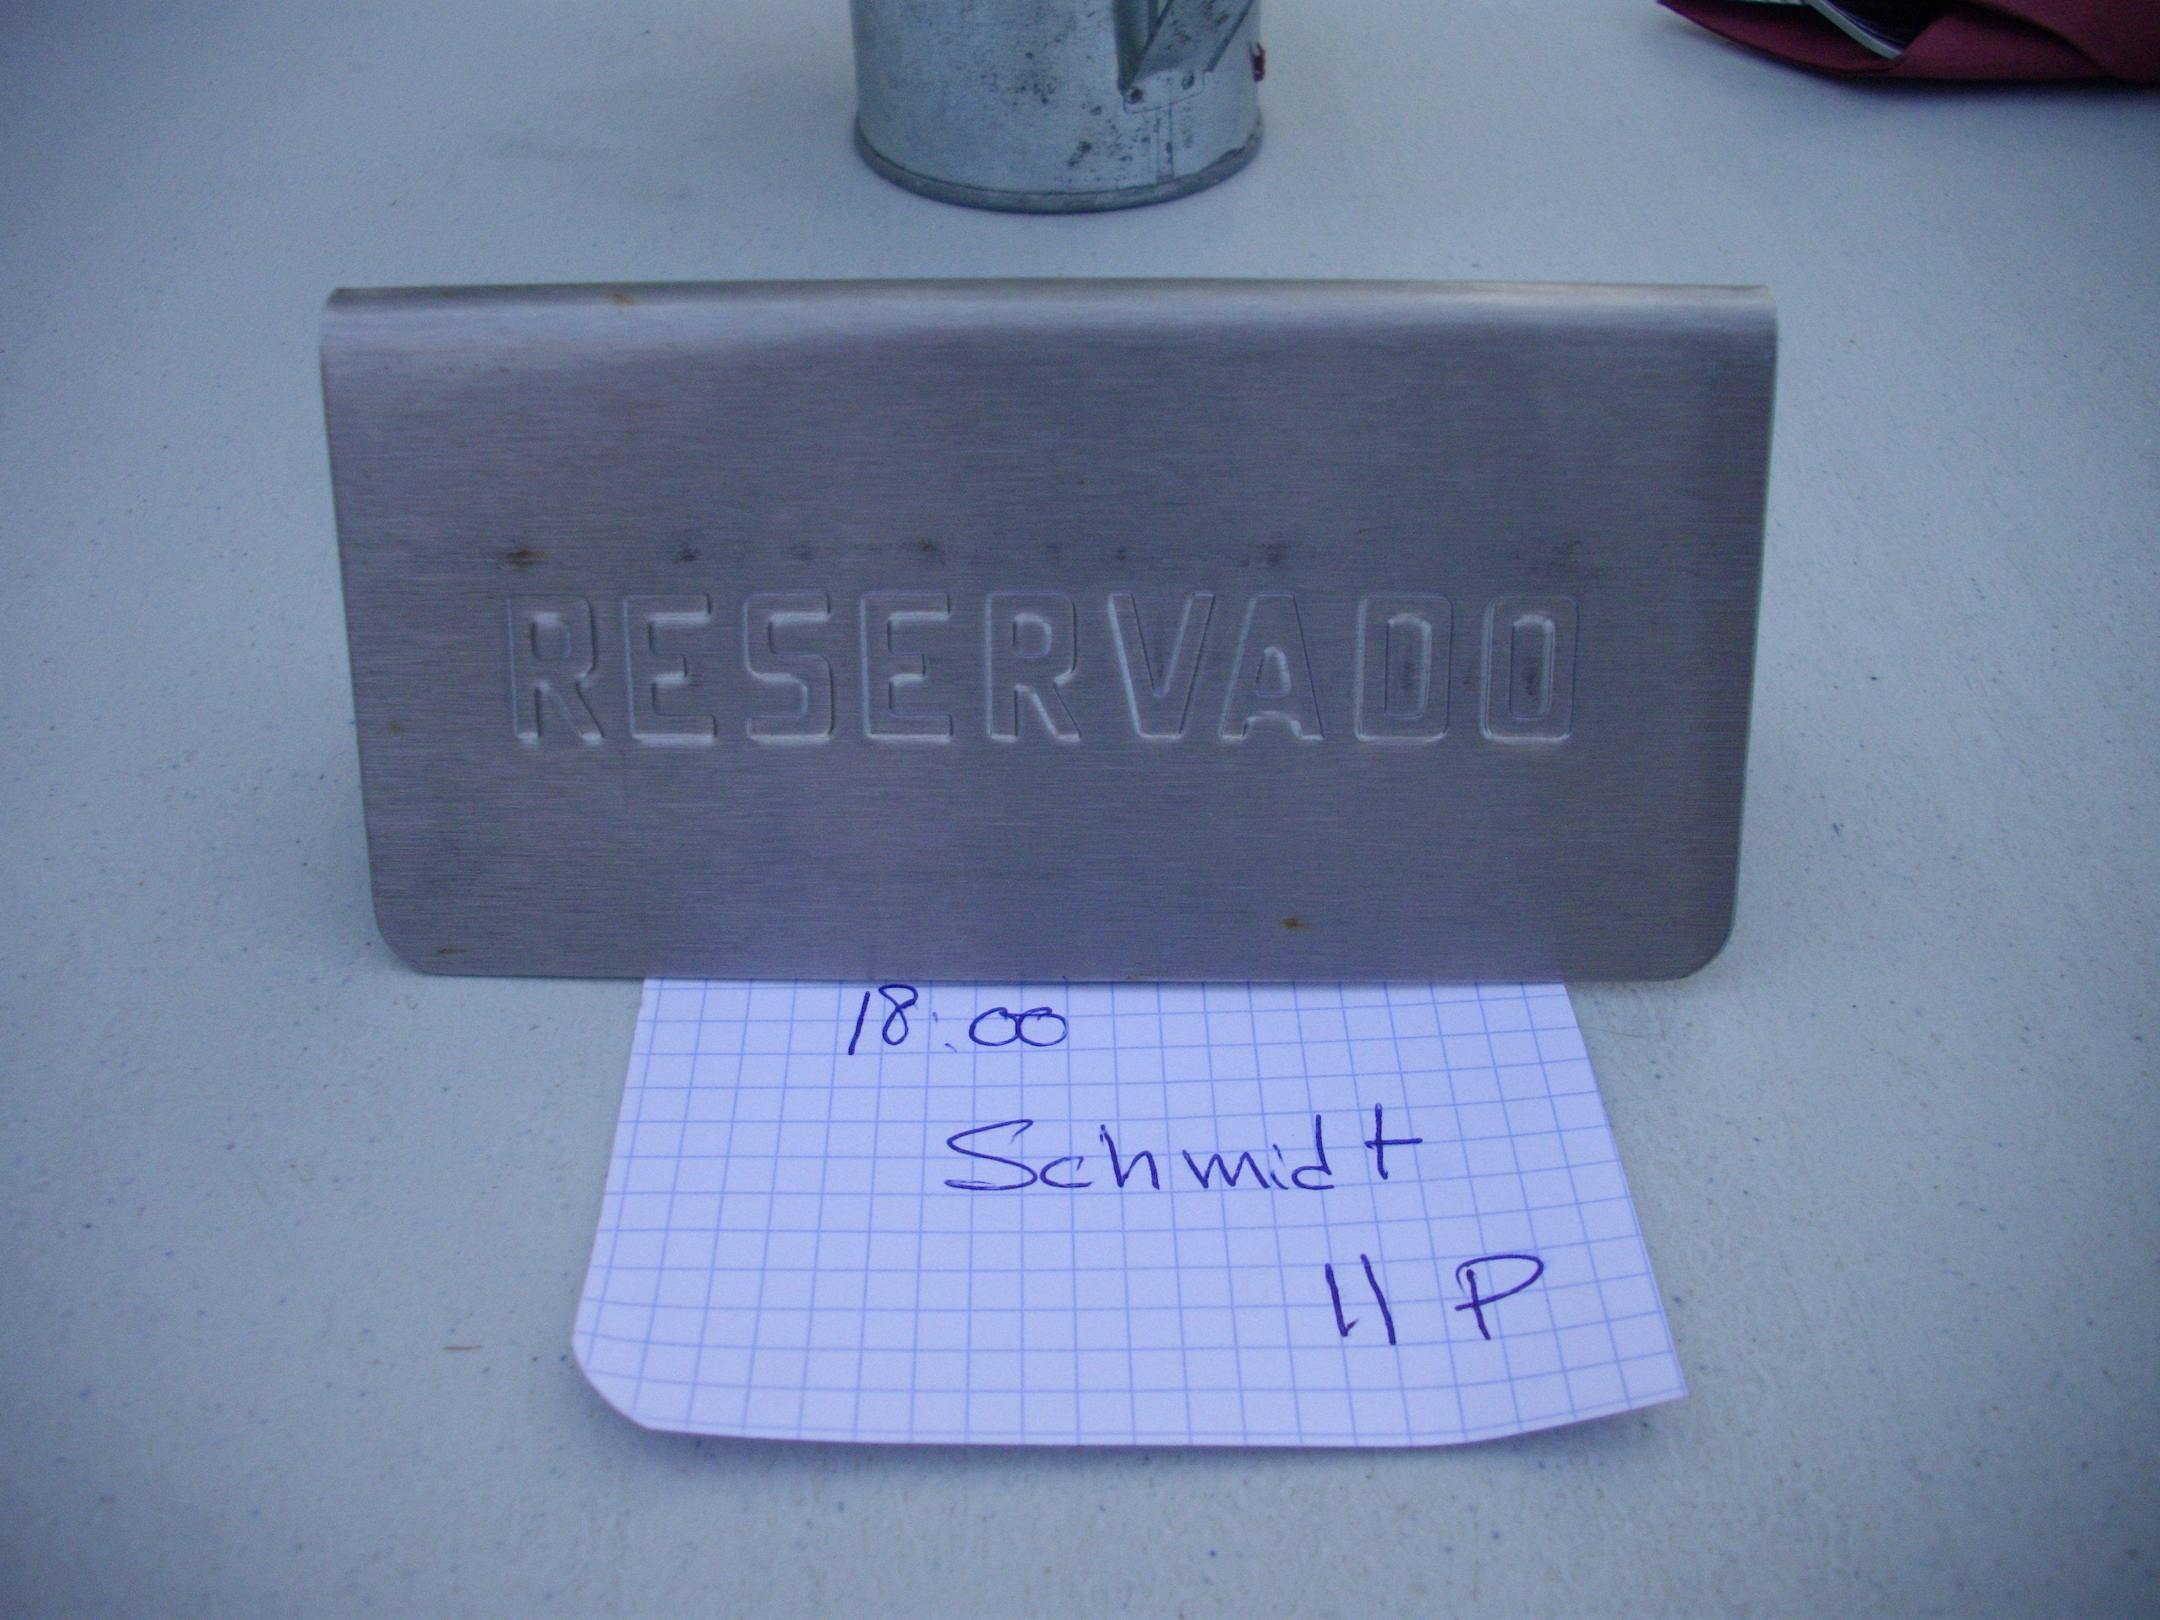 RESERVADO
18:00
Schmidt
11 P